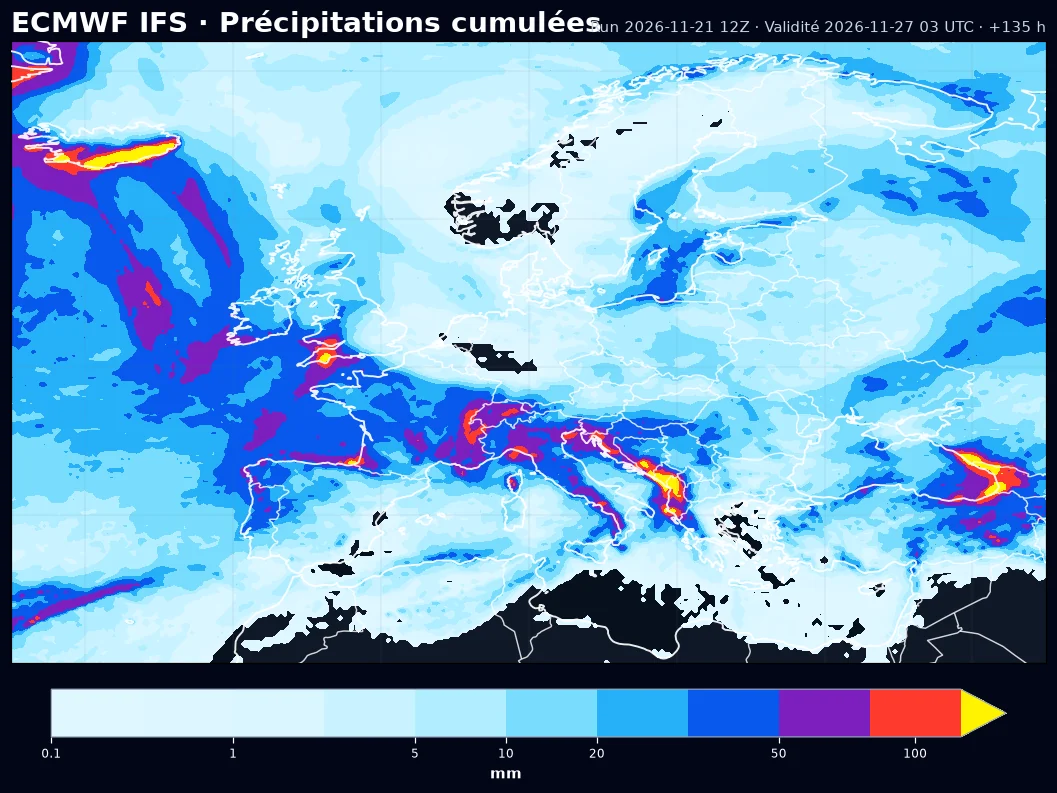 ECMWF IFS · Précipitations cumulées
Run 2026-11-21 12Z · Validité 2026-11-27 03 UTC · +135 h
0.1 1 5 10 20 50 100
mm